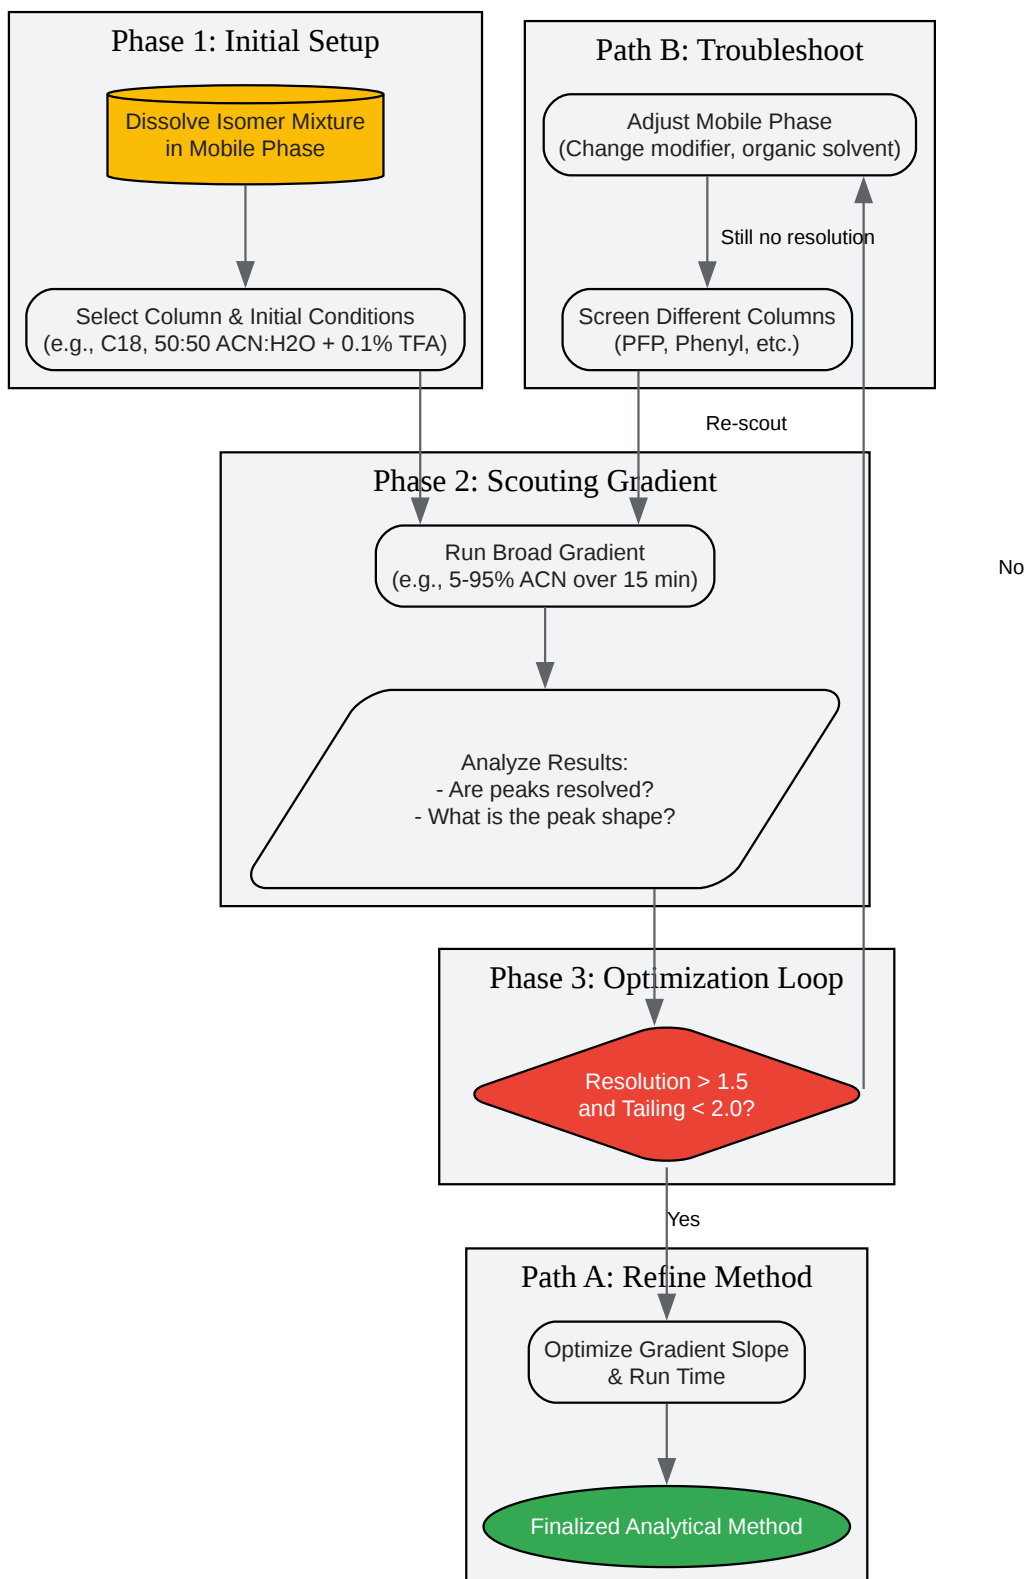 Phase 1: Initial Setup
Dissolve Isomer Mixture
in Mobile Phase
Select Column & Initial Conditions
(e.g., C18, 50:50 ACN:H2O + 0.1% TFA)
Path B: Troubleshoot
Adjust Mobile Phase
(Change modifier, organic solvent)
Still no resolution
Screen Different Columns
(PFP, Phenyl, etc.)
Re-scout
Phase 2: Scouting Gradient
Run Broad Gradient
(e.g., 5-95% ACN over 15 min)
No
Analyze Results:
- Are peaks resolved?
- What is the peak shape?
Phase 3: Optimization Loop
Resolution > 1.5
and Tailing < 2.0?
Yes
Path A: Refine Method
Optimize Gradient Slope
& Run Time
Finalized Analytical Method